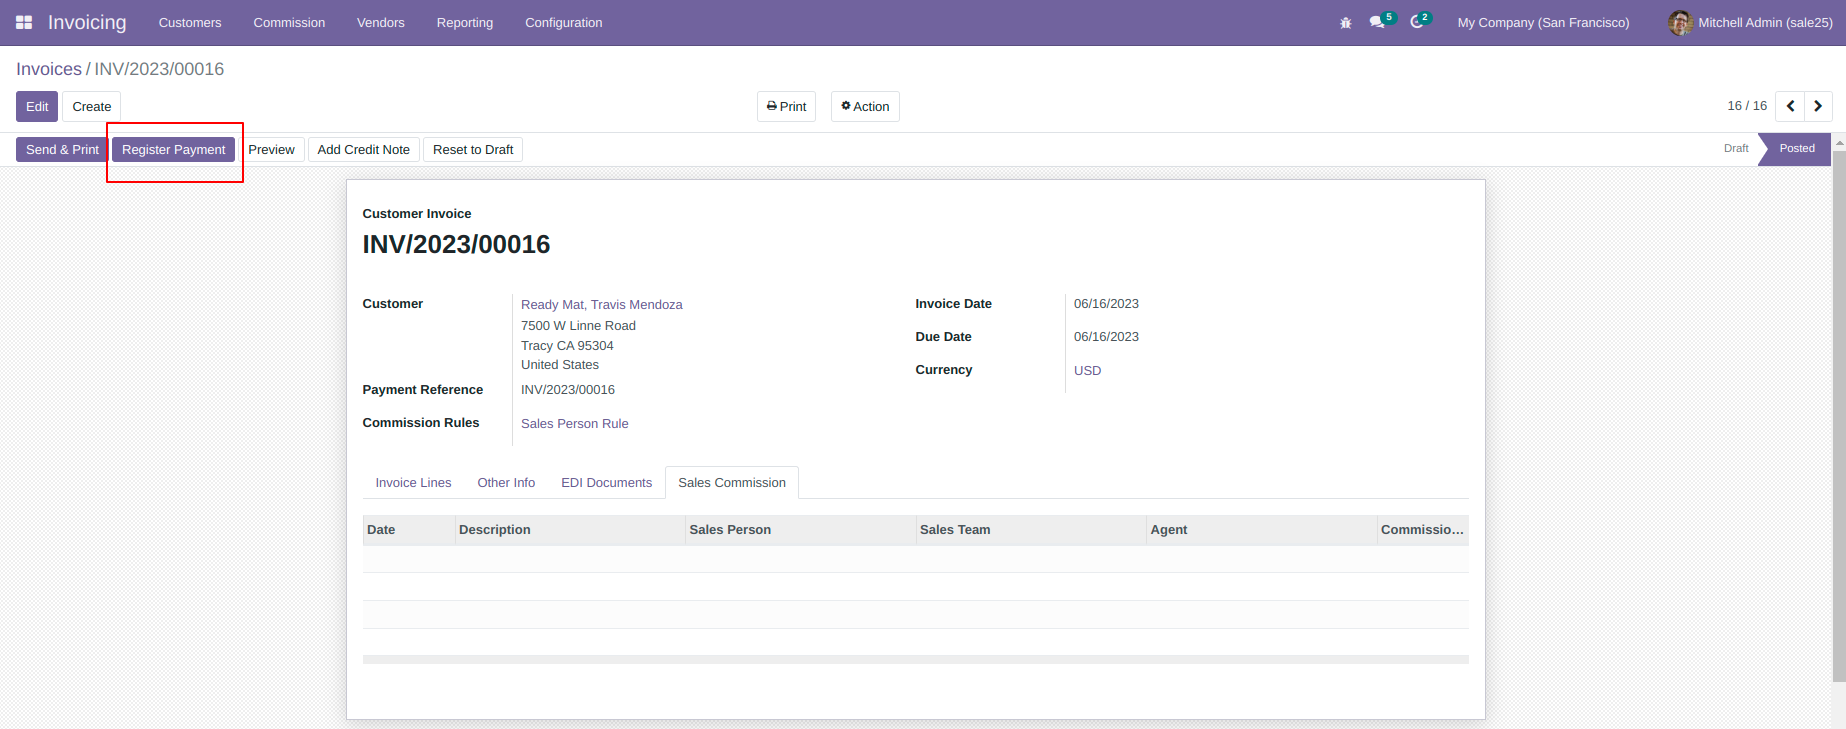 Invoicing Customers Commission Vendors Reporting Configuration 5 2 My Company (San Francisco) Mitchell Admin (sale25)
Invoices / INV/2023/00016
Edit Create Print Action 16 / 16
Send & Print Register Payment Preview Add Credit Note Reset to Draft Draft Posted
Customer Invoice
INV/2023/00016
Customer Ready Mat, Travis Mendoza Invoice Date 06/16/2023
7500 W Linne Road
Due Date 06/16/2023
Tracy CA 95304
United States
Currency USD
Payment Reference INV/2023/00016
Commission Rules Sales Person Rule
Invoice Lines Other Info EDI Documents Sales Commission
Date Description Sales Person Sales Team Agent Commissio...